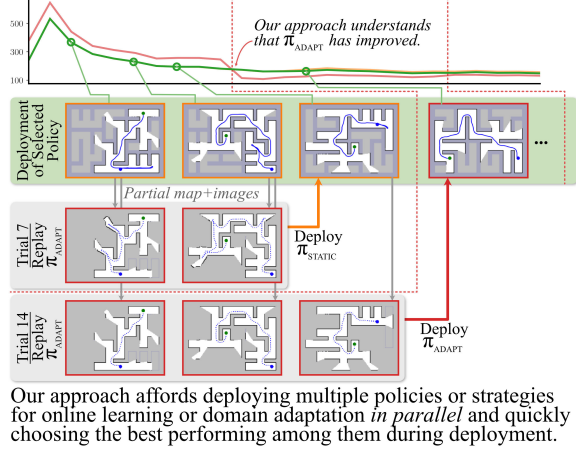 500
300
100
Our approach understands
that π_ADAPT has improved.
Deployment
of Selected
Policy
...
Partial map+images
Trial 7
Replay
π_ADAPT
Deploy
π_STATIC
Trial 14
Replay
π_ADAPT
Deploy
π_ADAPT
Our approach affords deploying multiple policies or strategies
for online learning or domain adaptation in parallel and quickly
choosing the best performing among them during deployment.